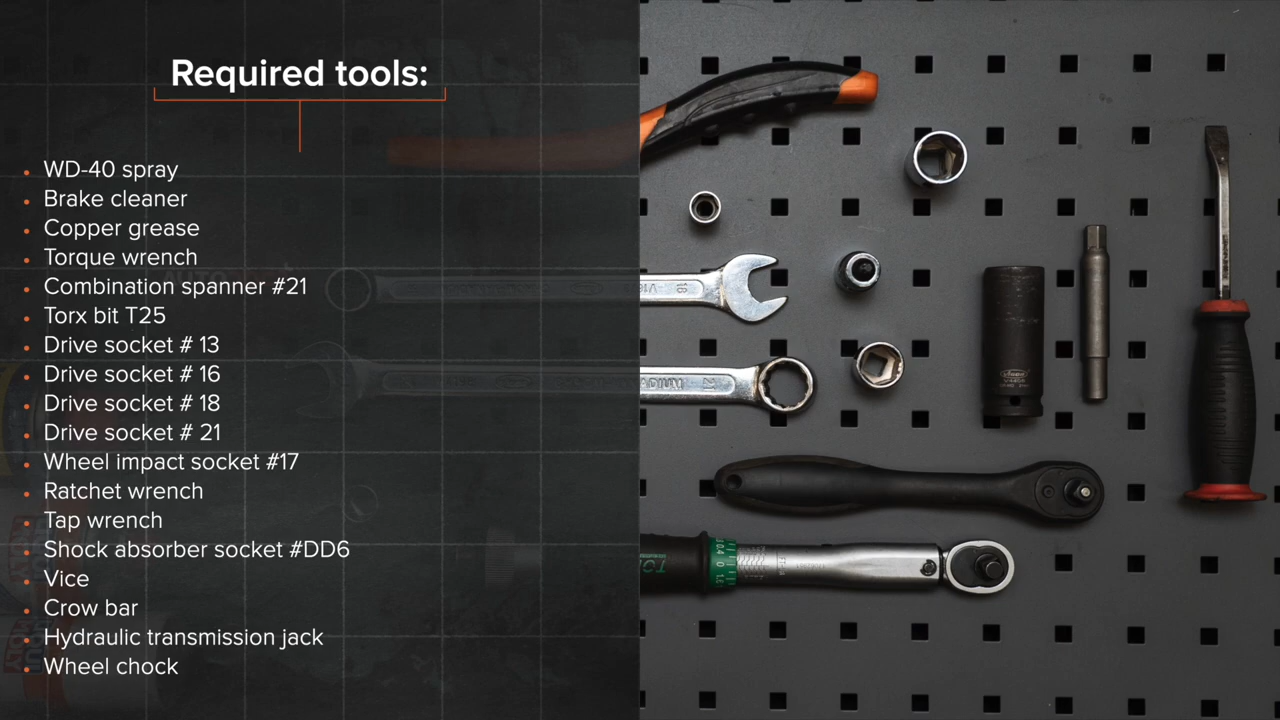 Required tools:
WD-40 spray
Brake cleaner
Copper grease
Torque wrench
Combination spanner #21
Torx bit T25
Drive socket # 13
Drive socket # 16
Drive socket # 18
Drive socket # 21
Wheel impact socket #17
Ratchet wrench
Tap wrench
Shock absorber socket #DD6
Vice
Crow bar
Hydraulic transmission jack
Wheel chock